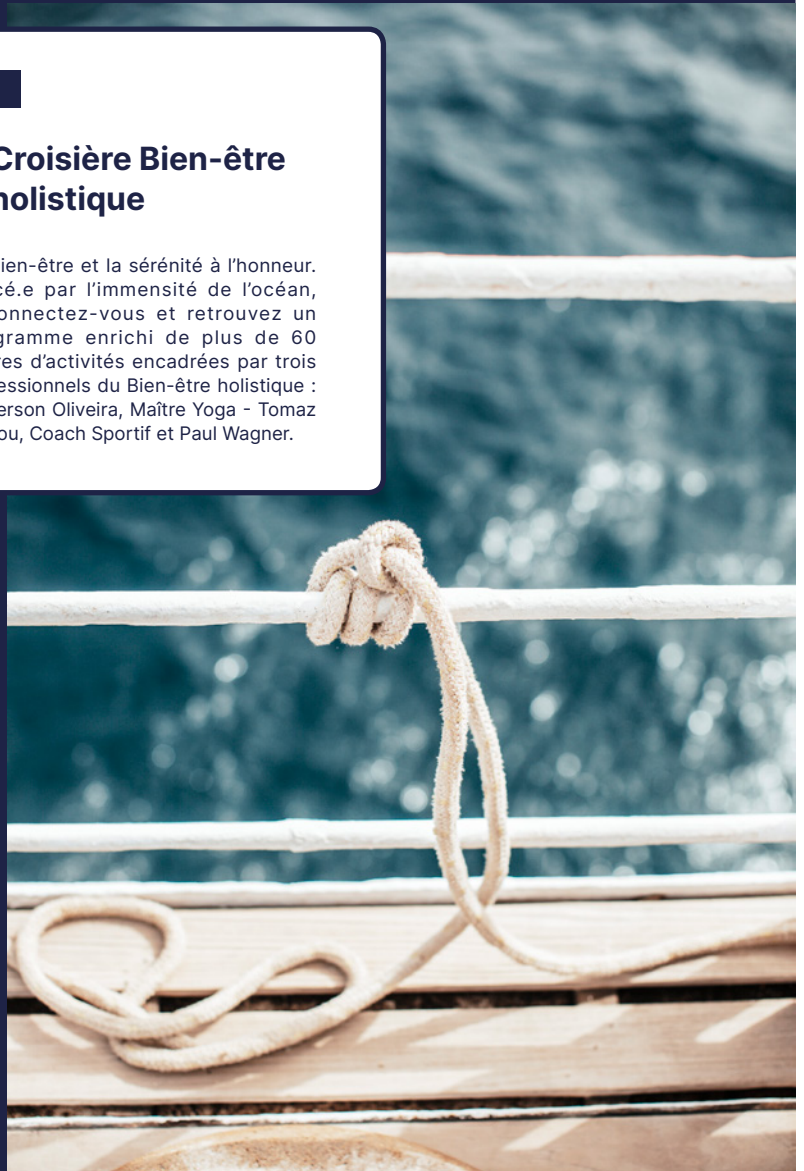 Croisière Bien-être
holistique
ien-être et la sérénité à l’honneur.
cé.e par l’immensité de l’océan,
onnectez-vous et retrouvez un
gramme enrichi de plus de 60
res d’activités encadrées par trois
essionnels du Bien-être holistique :
erson Oliveira, Maître Yoga - Tomaz
ou, Coach Sportif et Paul Wagner.